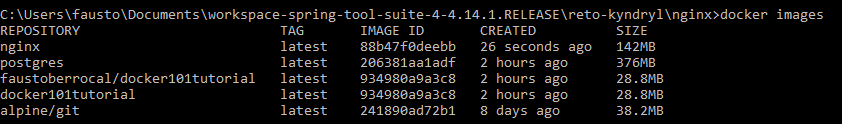 C:\Users\fausto\Documents\workspace-spring-tool-suite-4-4.14.1.RELEASE\reto-kyndryl\nginx>docker images
REPOSITORY TAG IMAGE ID CREATED SIZE
nginx latest 88b47f0deebb 26 seconds ago 142MB
postgres latest 206381aa1adf 2 hours ago 376MB
faustoberrocal/docker101tutorial latest 934980a9a3c8 2 hours ago 28.8MB
docker101tutorial latest 934980a9a3c8 2 hours ago 28.8MB
alpine/git latest 241890ad72b1 8 days ago 38.2MB